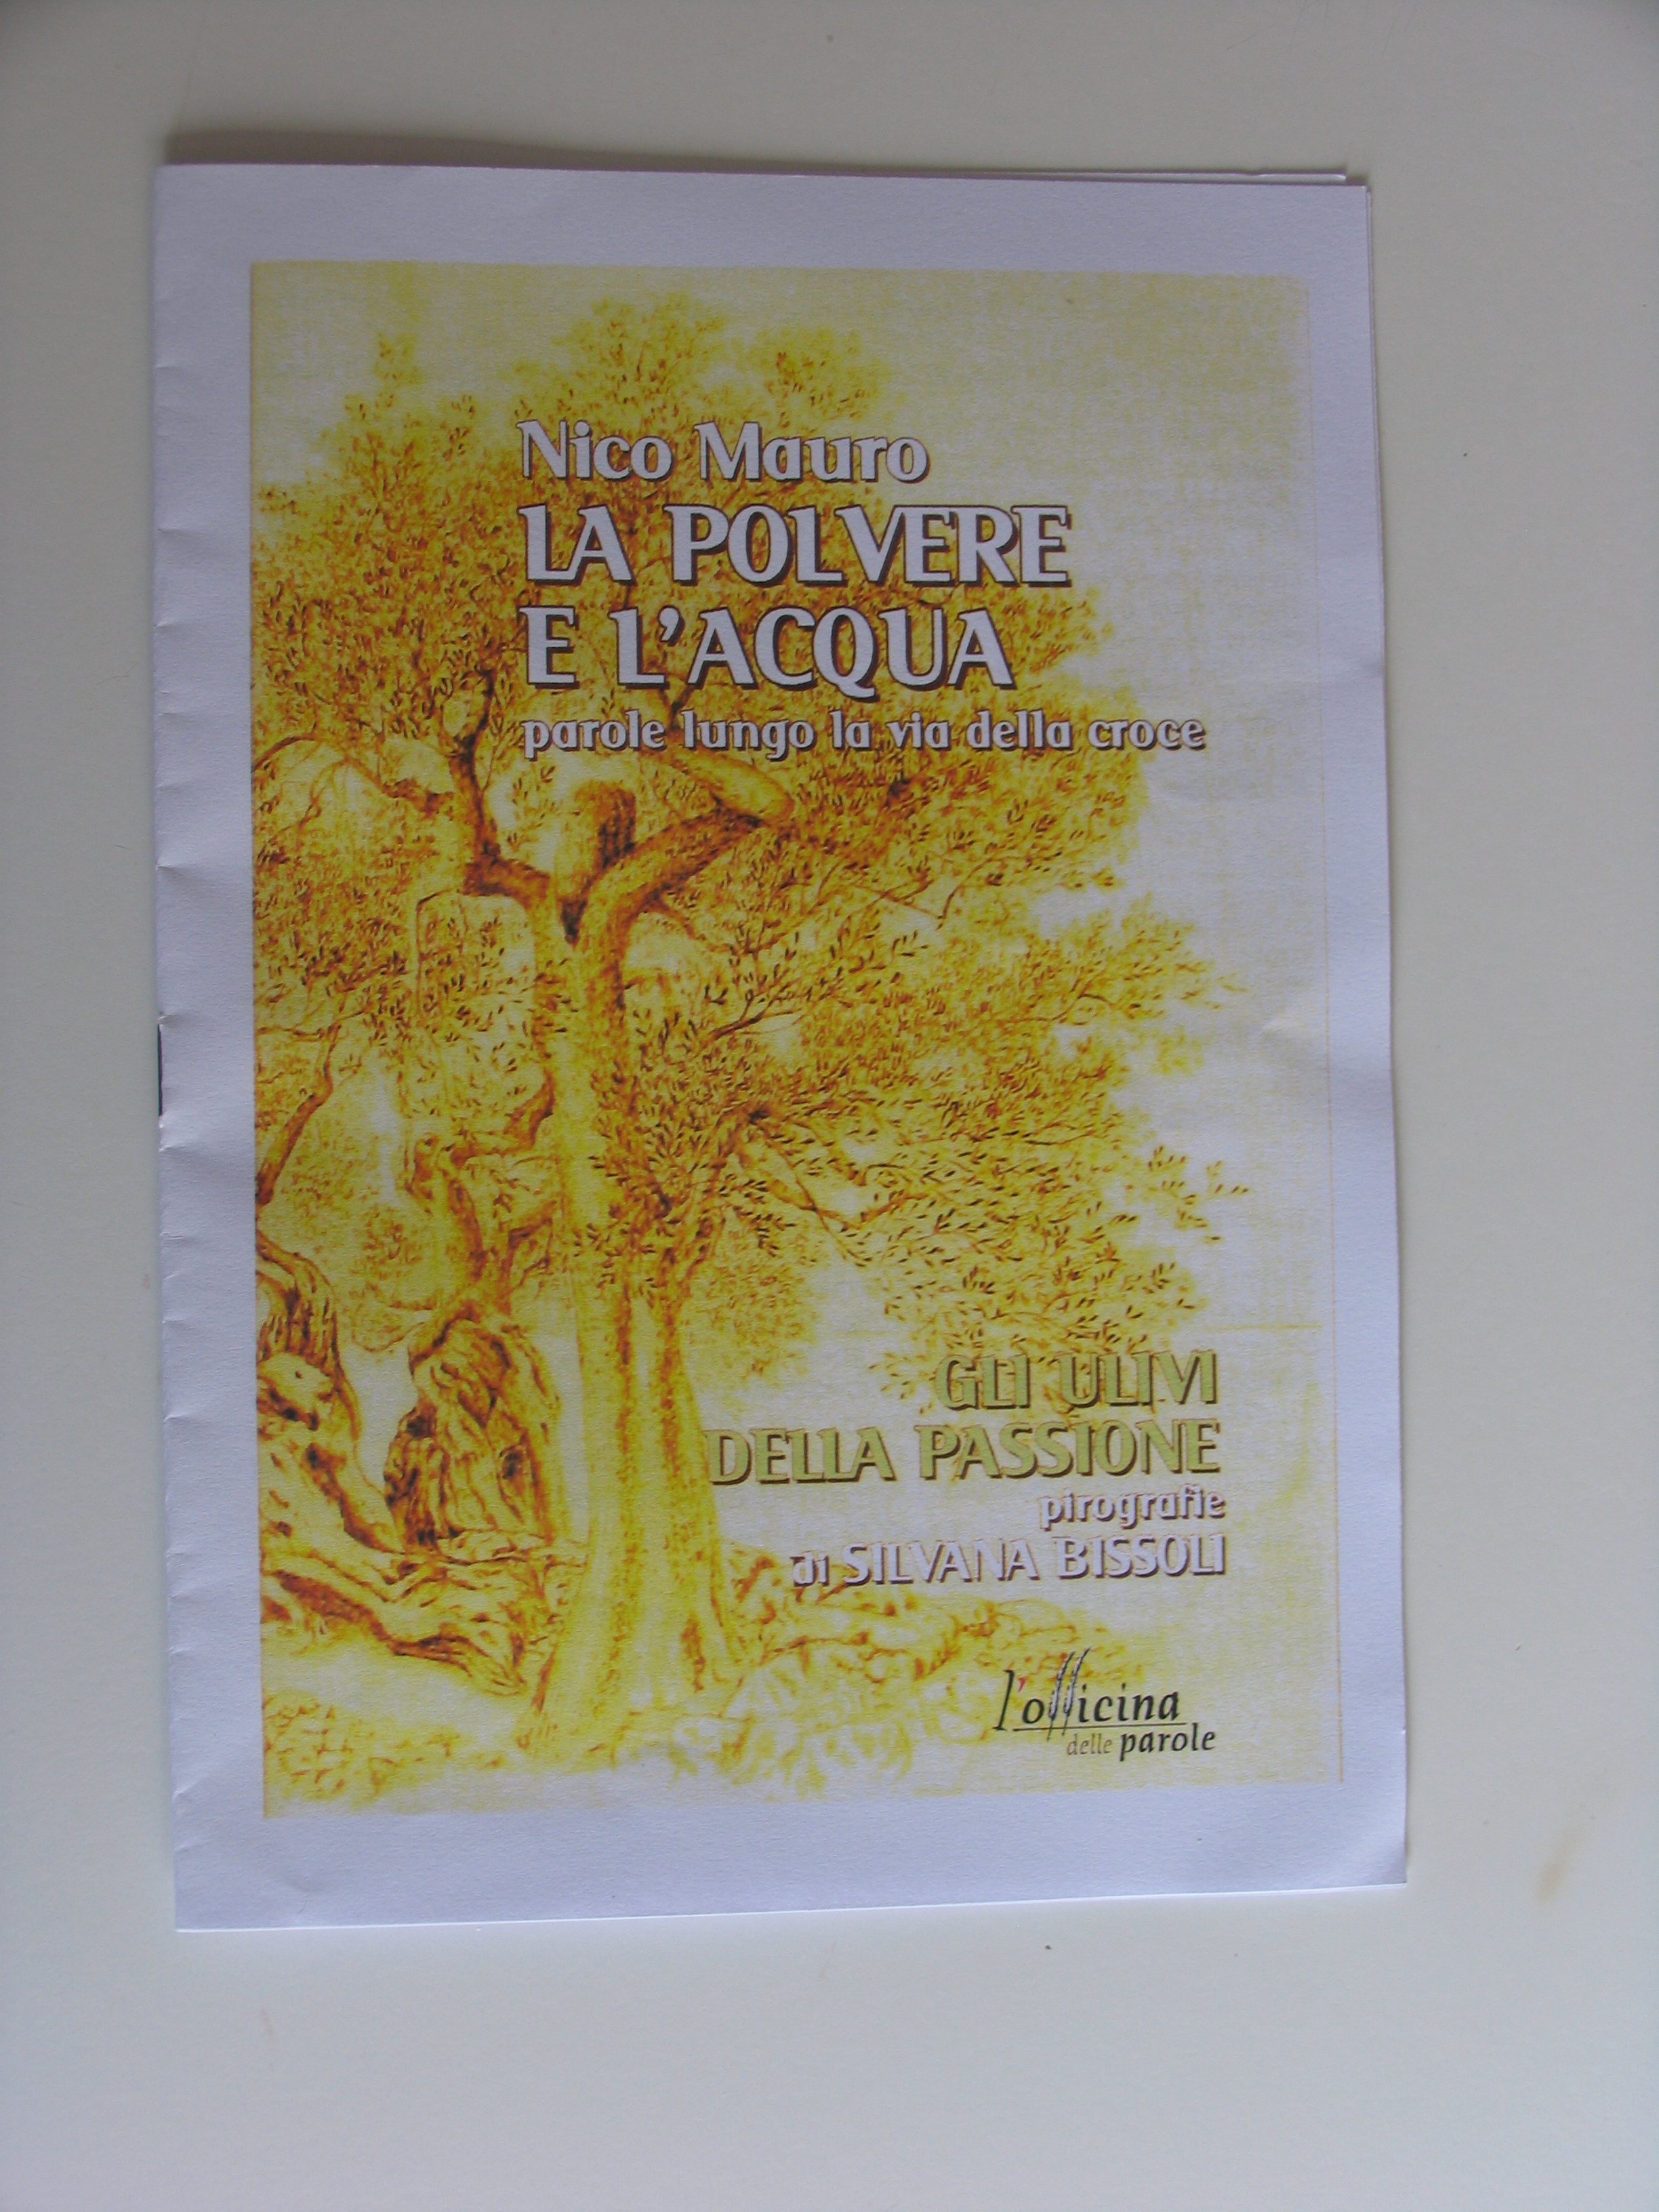 Nico Mauro
LA POLVERE
E L'ACQUA
parole lungo la via della croce
GLI ULIVI
DELLA PASSIONE
pirografie
di SILVANA BISSOLI
l'officina
delle parole